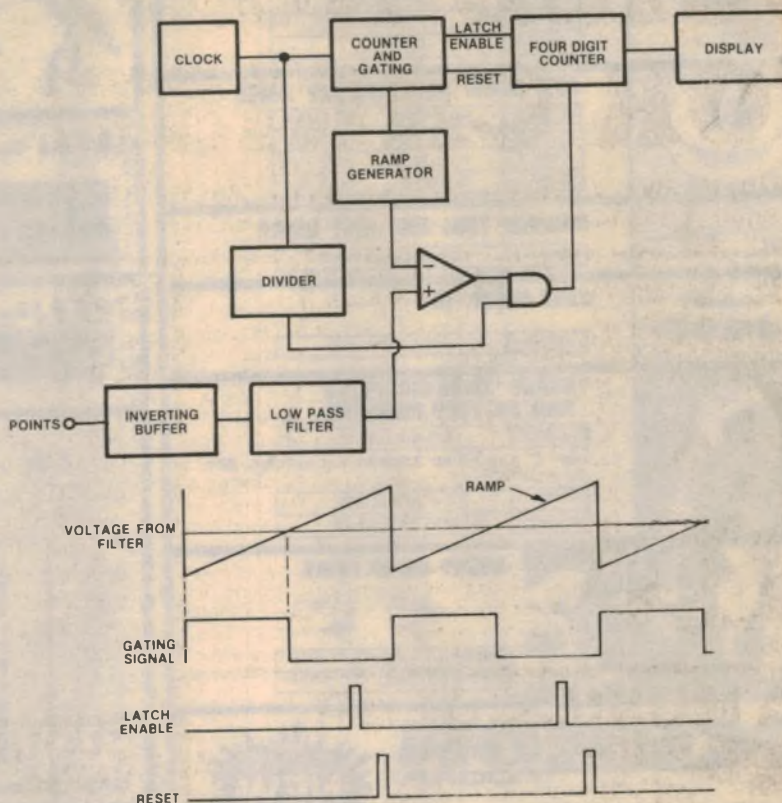 CLOCK
COUNTER
AND
GATING
LATCH
ENABLE
RESET
FOUR DIGIT
COUNTER
DISPLAY
RAMP
GENERATOR
DIVIDER
−
+
POINTS
INVERTING
BUFFER
LOW PASS
FILTER
RAMP
VOLTAGE FROM
FILTER
GATING
SIGNAL
LATCH
ENABLE
RESET